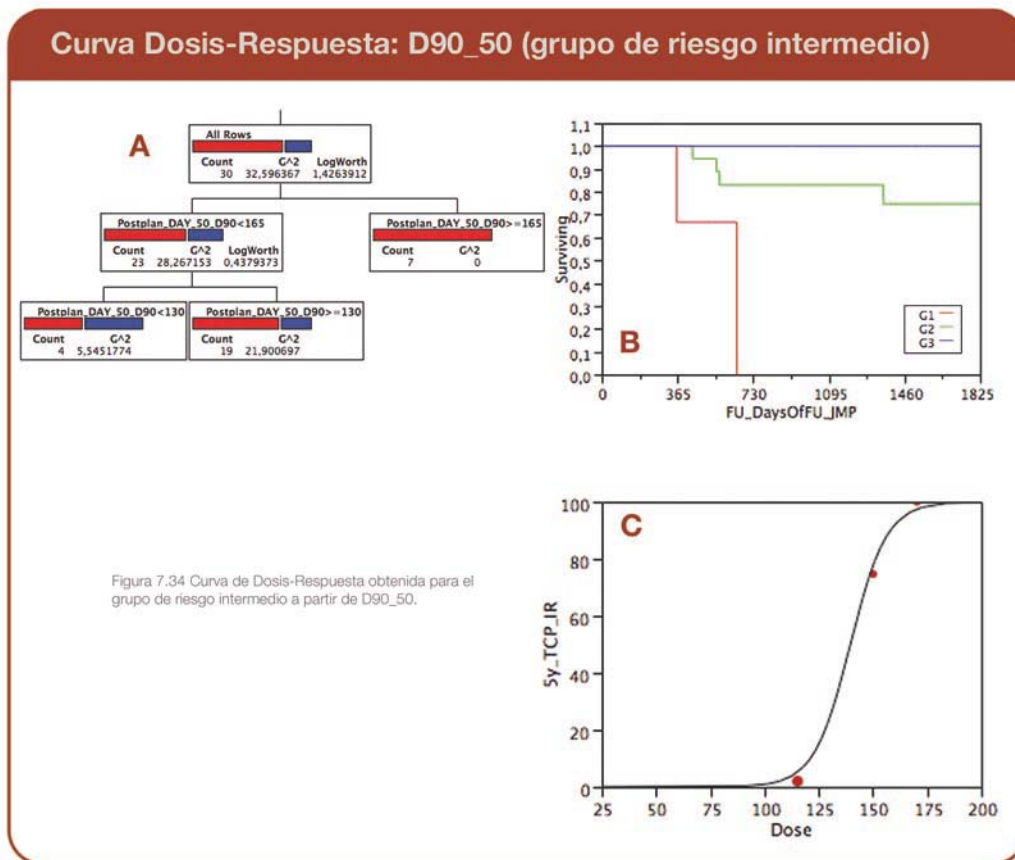 Curva Dosis-Respuesta: D90_50 (grupo de riesgo intermedio)
A
All Rows
Count G^2 LogWorth
30 32,596367 1,4263912
Postplan_DAY_50_D90<165
Count G^2 LogWorth
23 28,267153 0,4379373
Postplan_DAY_50_D90>=165
Count G^2
7 0
Postplan_DAY_50_D90<130
Count G^2
4 5,5451774
Postplan_DAY_50_D90>=130
Count G^2
19 21,900697
B
Surviving
1,1
1,0
0,9
0,8
0,7
0,6
0,5
0,4
0,3
0,2
0,1
0,0
G1
G2
G3
0 365 730 1095 1460 1825
FU_DaysOfFU_JMP
Figura 7.34 Curva de Dosis-Respuesta obtenida para el
grupo de riesgo intermedio a partir de D90_50.
C
5y_TCP_IR
100
80
60
40
20
0
25 50 75 100 125 150 175 200
Dose